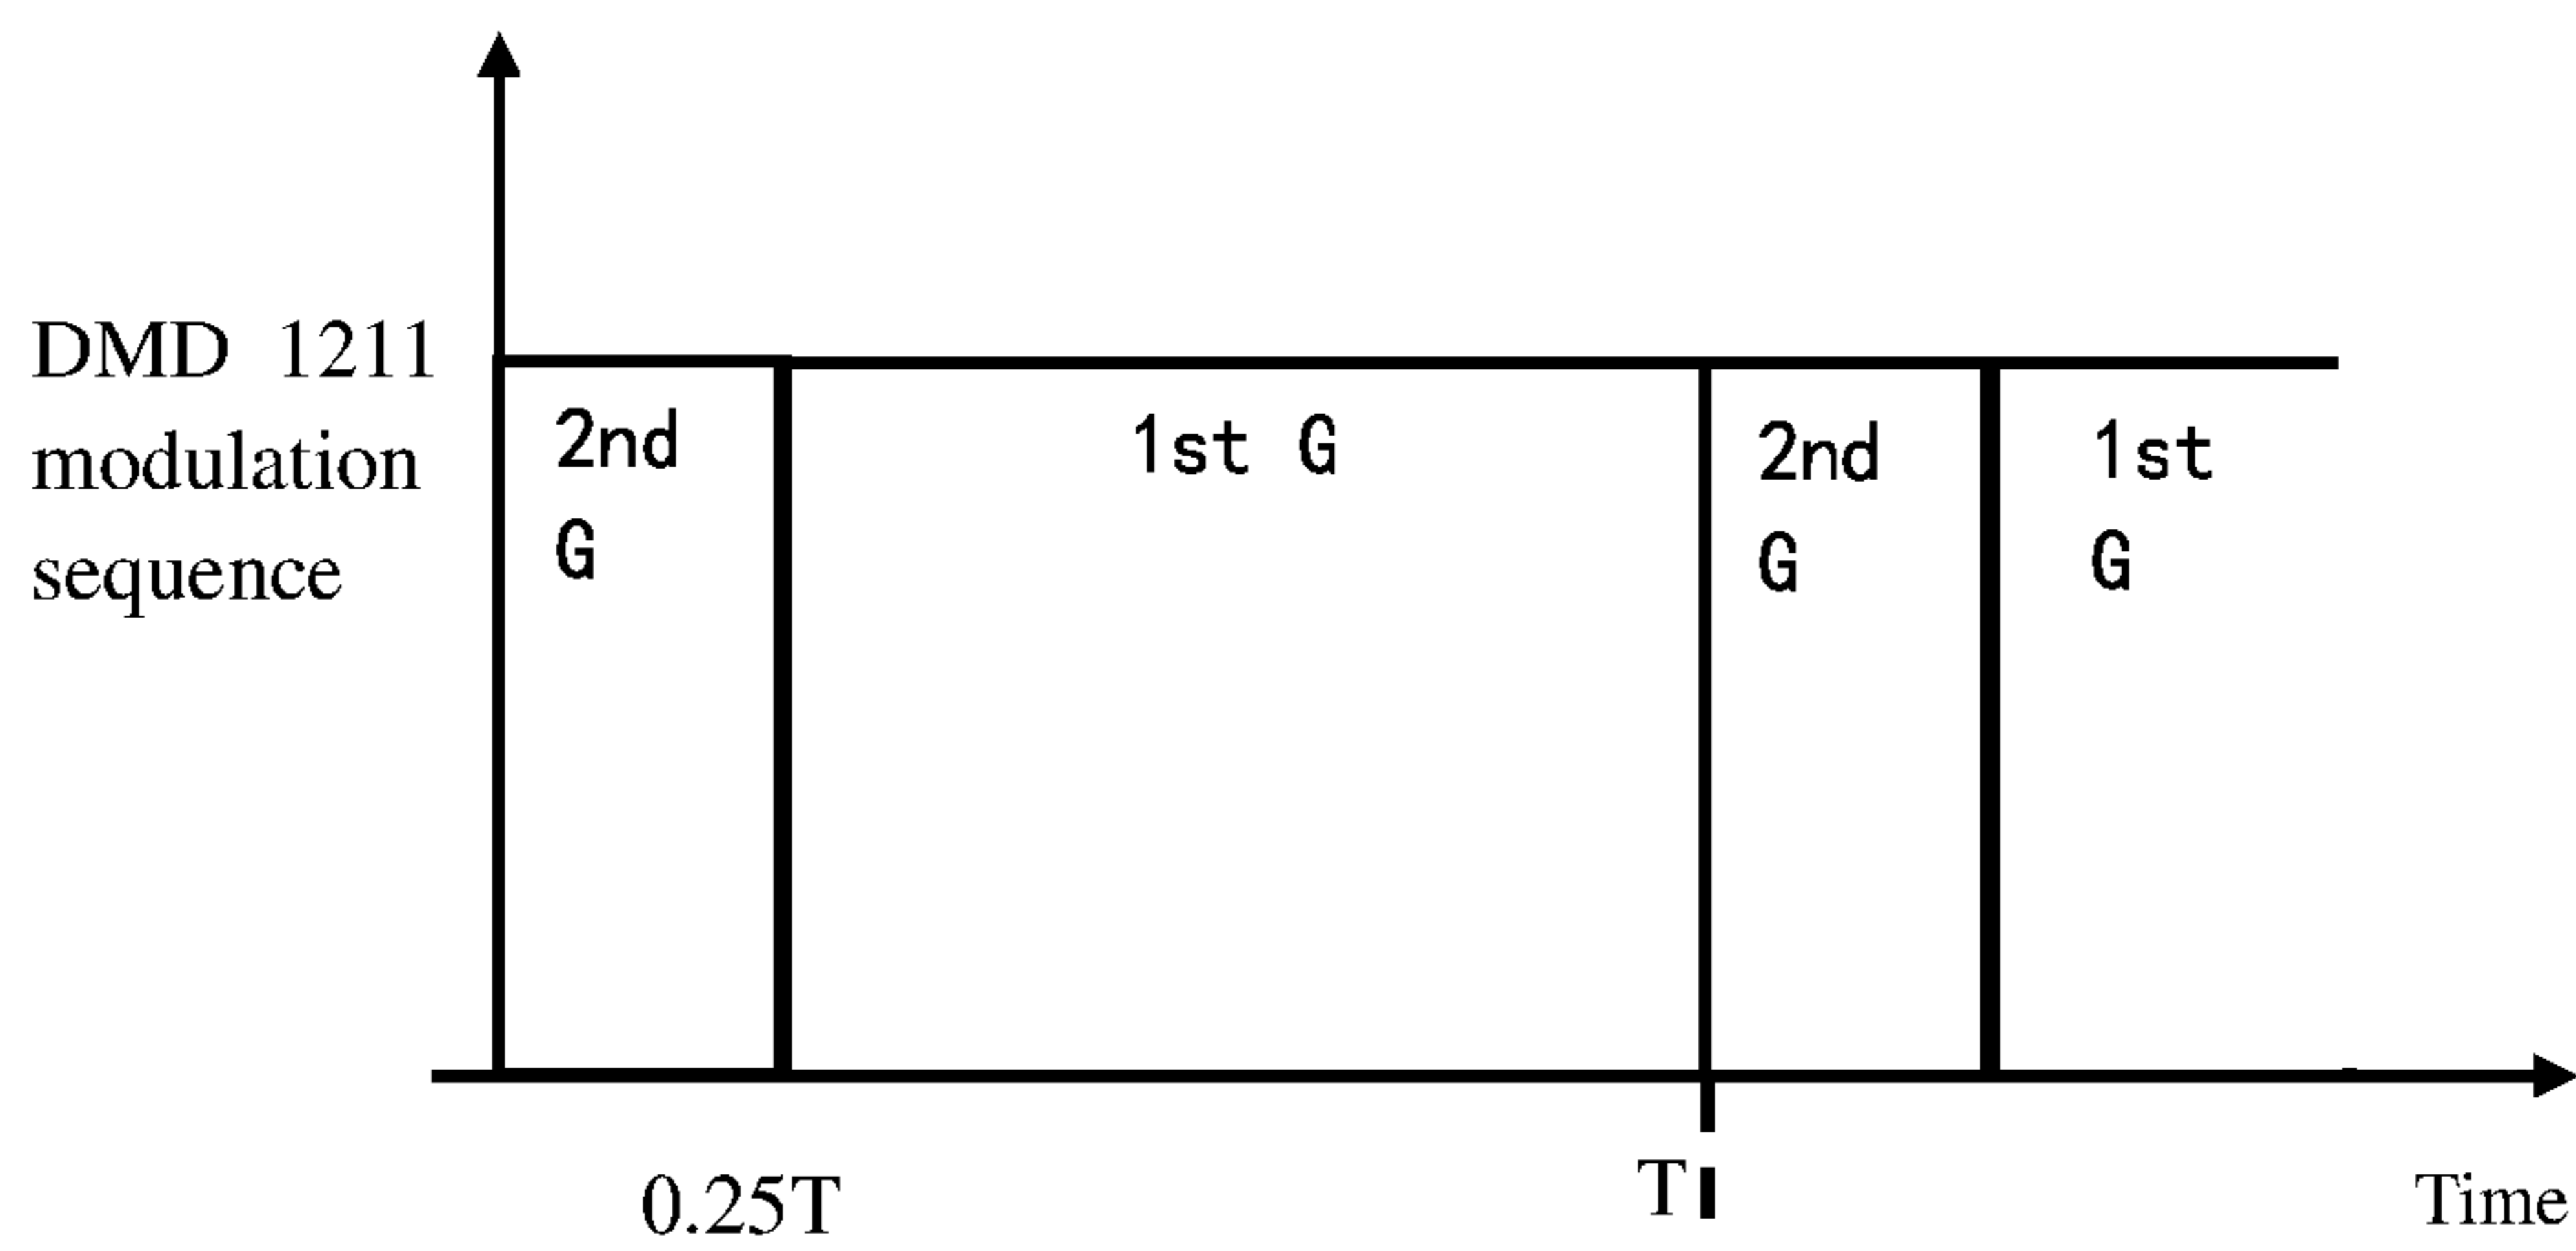 DMD 1211
modulation
sequence
2nd
G
1st G
2nd
G
1st
G
0.25T
T
Time